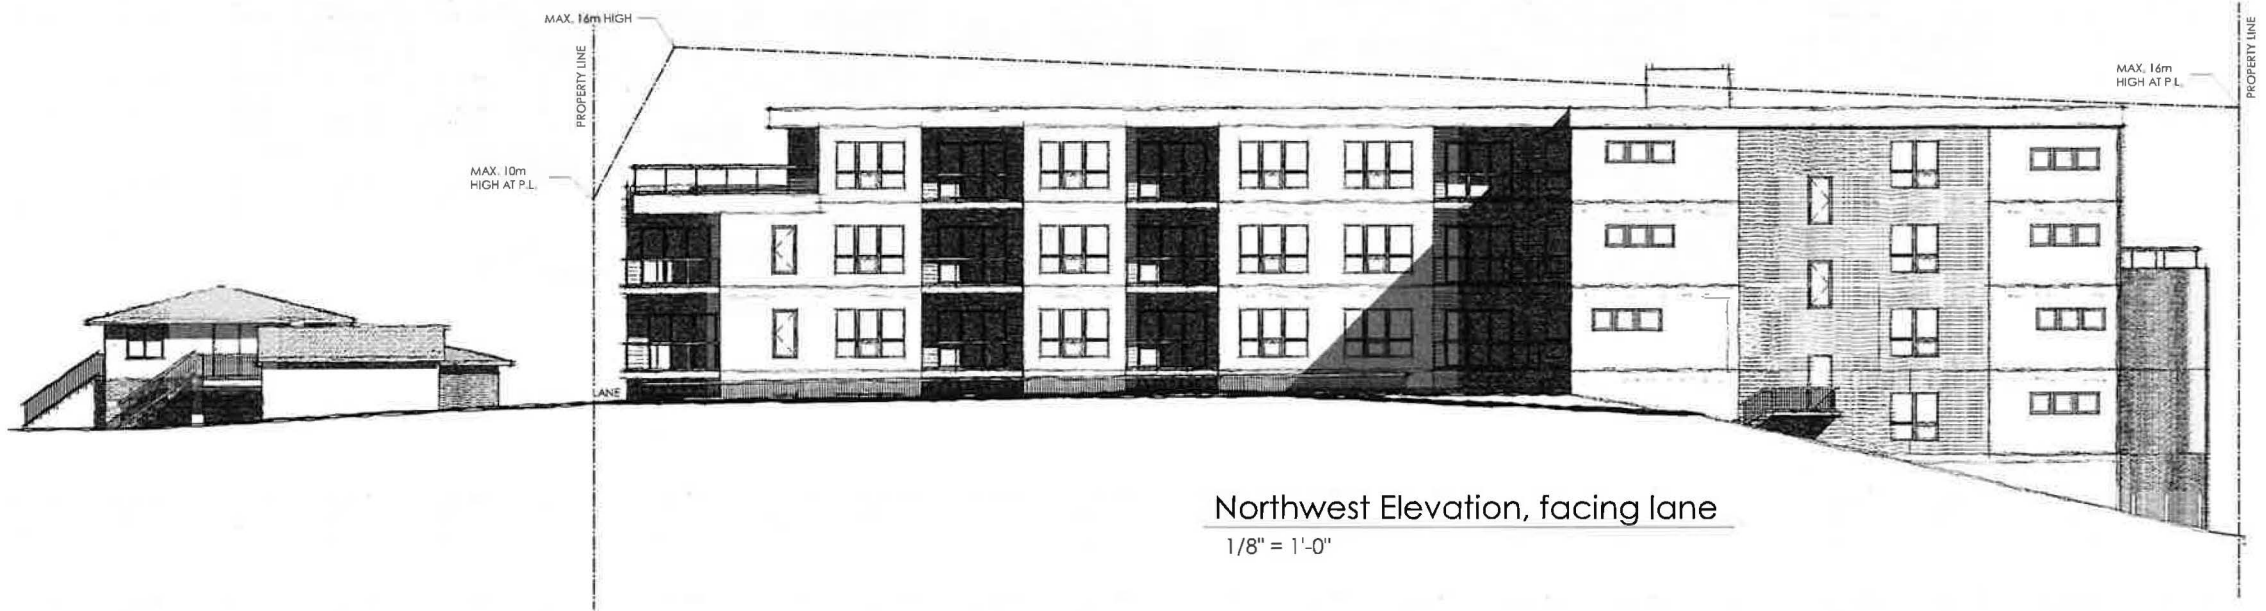 MAX. 16m HIGH
PROPERTY LINE
MAX. 10m
HIGH AT P.L.
LANE
MAX. 16m
HIGH AT P.L.
PROPERTY LINE
Northwest Elevation, facing lane
1/8" = 1'-0"